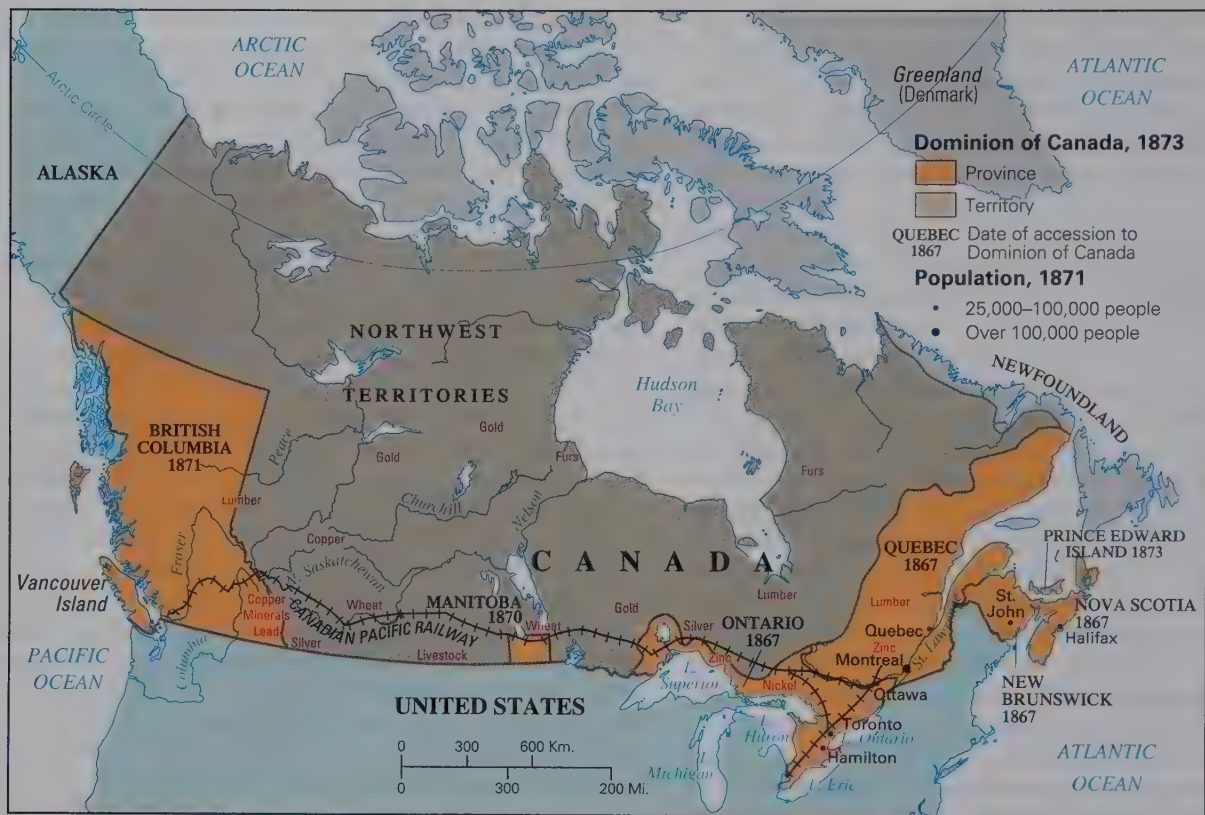 ARCTIC
OCEAN
Arctic Circle
Greenland
(Denmark)
ATLANTIC
OCEAN
Dominion of Canada, 1873
Province
Territory
QUEBEC
1867
Date of accession to
Dominion of Canada
Population, 1871
25,000–100,000 people
Over 100,000 people
ALASKA
NORTHWEST
TERRITORIES
Hudson
Bay
NEWFOUNDLAND
BRITISH
COLUMBIA
1871
Peace
Gold
Gold
Furs
Furs
Lumber
Churchill
Nelson
Copper
CANADA
QUEBEC
1867
PRINCE EDWARD
ISLAND 1873
Fraser
N. Saskatchewan
Vancouver
Island
Copper
Minerals
Lead
Wheat
CANADIAN PACIFIC RAILWAY
MANITOBA
1870
Wheat
Gold
Lumber
Lumber
Silver
ONTARIO
1867
St.
John
NOVA SCOTIA
1867
Halifax
Quebec
Zinc
Montreal
St. Lawr
Silver
Livestock
Zinc
Nickel
Columbia
PACIFIC
OCEAN
L.
Superior
Ottawa
NEW
BRUNSWICK
1867
UNITED STATES
Toronto
L. Ontario
L.
Huron
Hamilton
L.
Michigan
L. Erie
ATLANTIC
OCEAN
0 300 600 Km.
0 300 200 Mi.